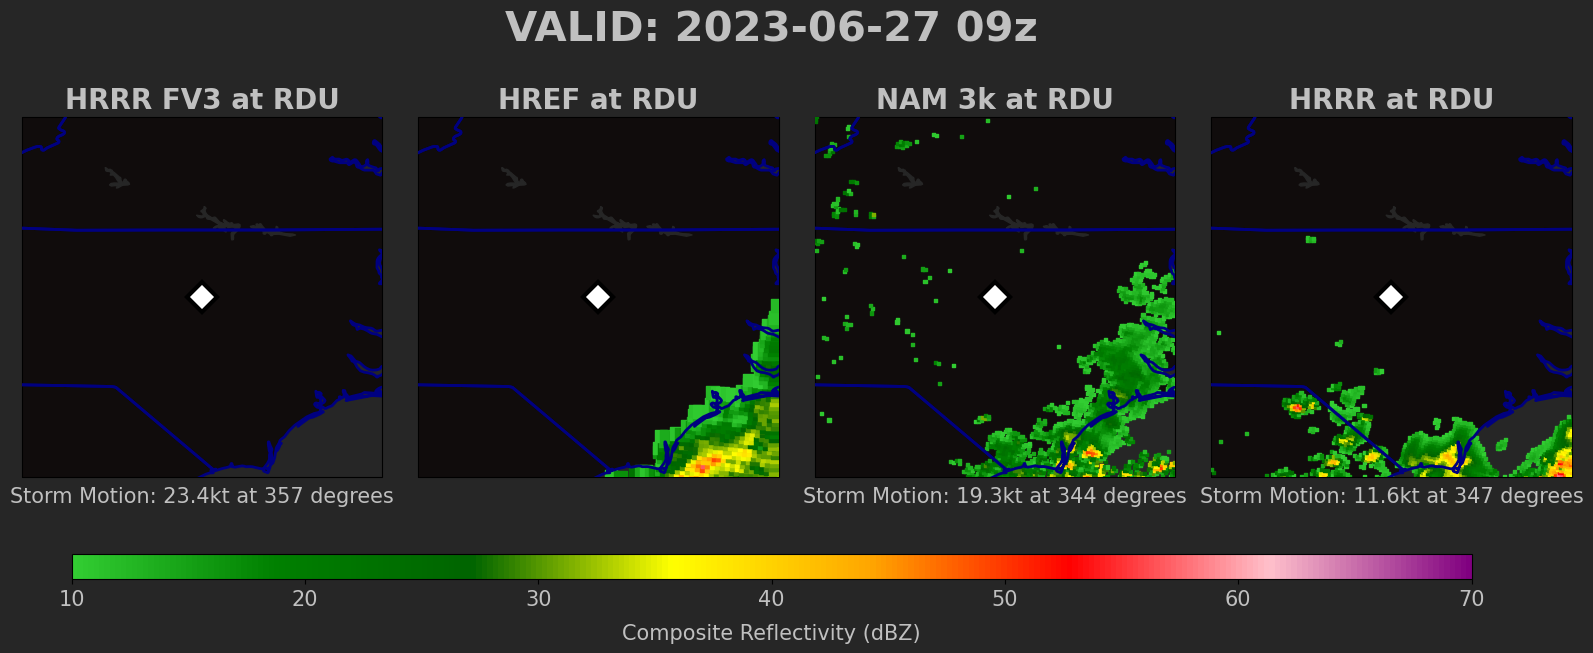 VALID: 2023-06-27 09z
HRRR FV3 at RDU
HREF at RDU
NAM 3k at RDU
HRRR at RDU
Storm Motion: 23.4kt at 357 degrees
Storm Motion: 19.3kt at 344 degrees
Storm Motion: 11.6kt at 347 degrees
10 20 30 40 50 60 70
Composite Reflectivity (dBZ)